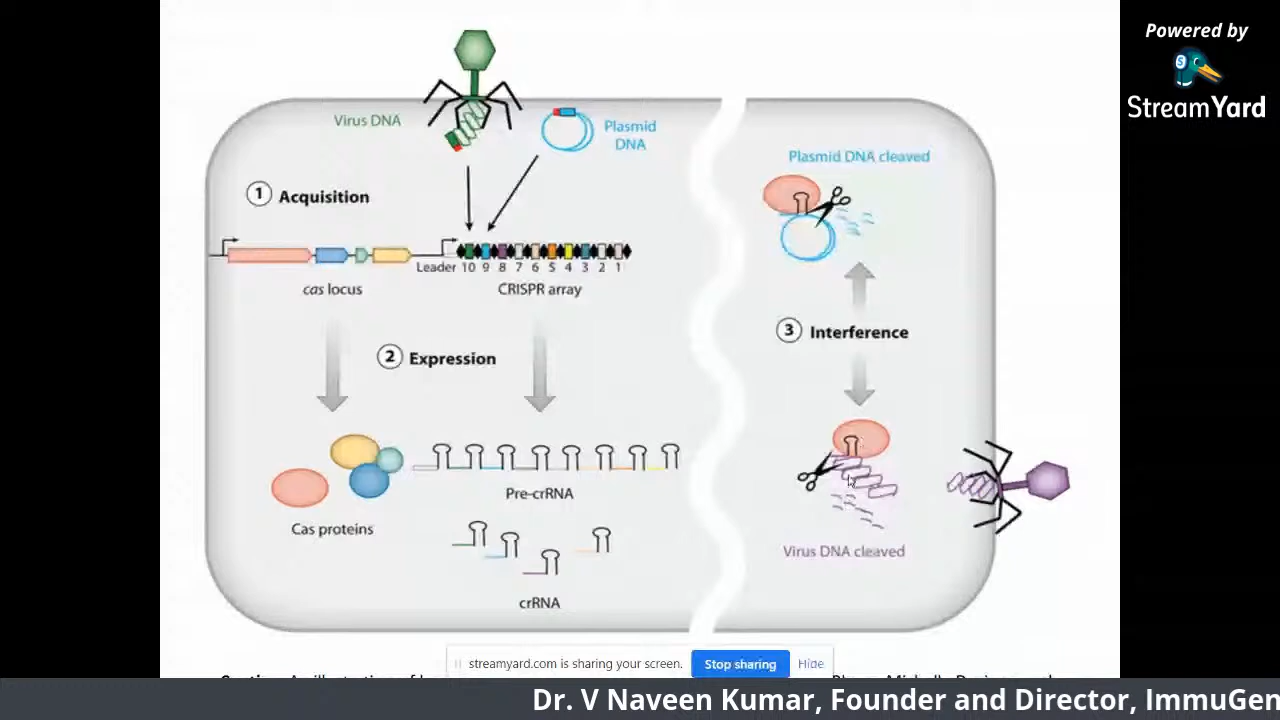 Powered by
StreamYard
Virus DNA
Plasmid
DNA
1 Acquisition
Leader 10 9 8 7 6 5 4 3 2 1
cas locus
CRISPR array
2 Expression
Cas proteins
Pre-crRNA
crRNA
Plasmid DNA cleaved
3 Interference
Virus DNA cleaved
streamyard.com is sharing your screen.
Stop sharing
Hide
Dr. V Naveen Kumar, Founder and Director, ImmuGen